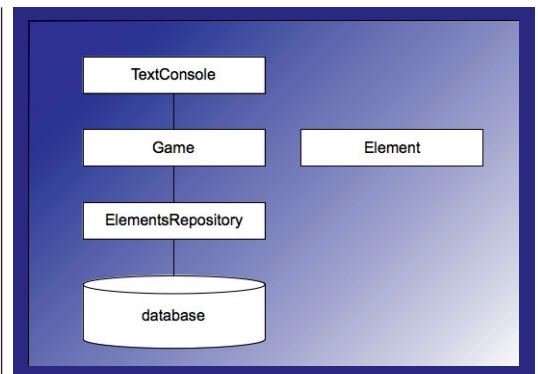 TextConsole
Game
Element
ElementsRepository
database